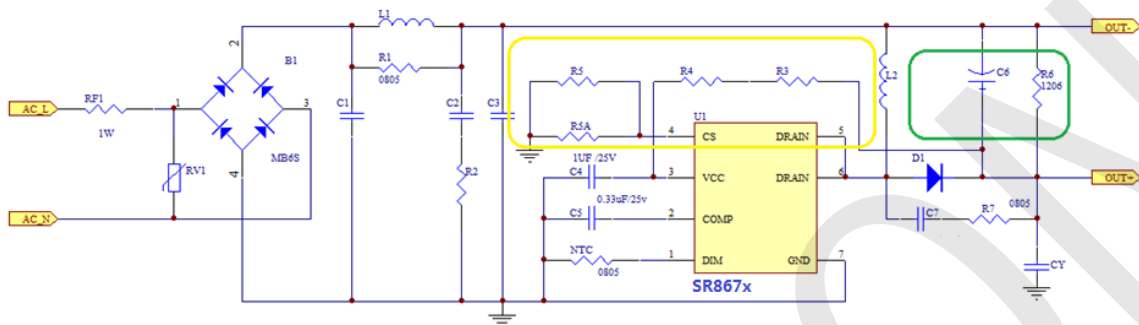 L1
OUT-
2
B1
R1
0805
R5
R4
R3
L2
C6
R6
1206
AC_L
RF1
1
3
C1
C2
C3
U1
1W
R5A
4
CS
DRAIN
5
MB6S
1UF /25V
D1
4
RV1
R2
C4
3
VCC
DRAIN
6
OUT+
0.33uF/25v
AC_N
C5
2
COMP
C7
R7
0805
NTC
0805
1
DIM
GND
7
CY
SR867x